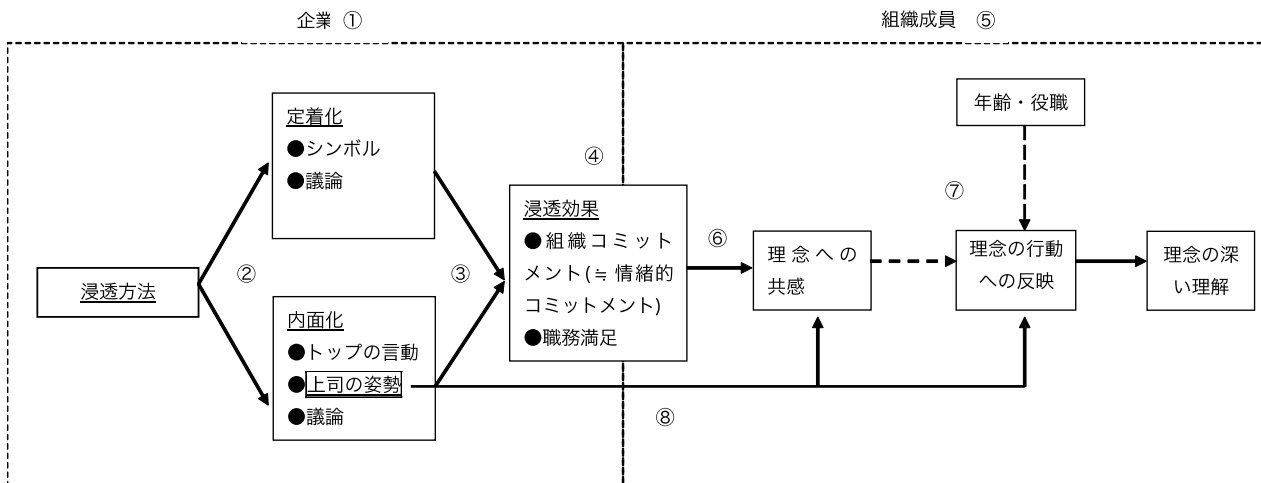 企業 ①
組織成員 ⑤
年齢・役職
定着化
●シンボル
●議論
④
⑦
浸透効果
●組織コミット
メント(≒ 情緒的
コミットメント)
●職務満足
⑥
理念への
共感
理念の行動
への反映
理念の深
い理解
浸透方法
②
③
内面化
●トップの言動
●上司の姿勢
●議論
⑧